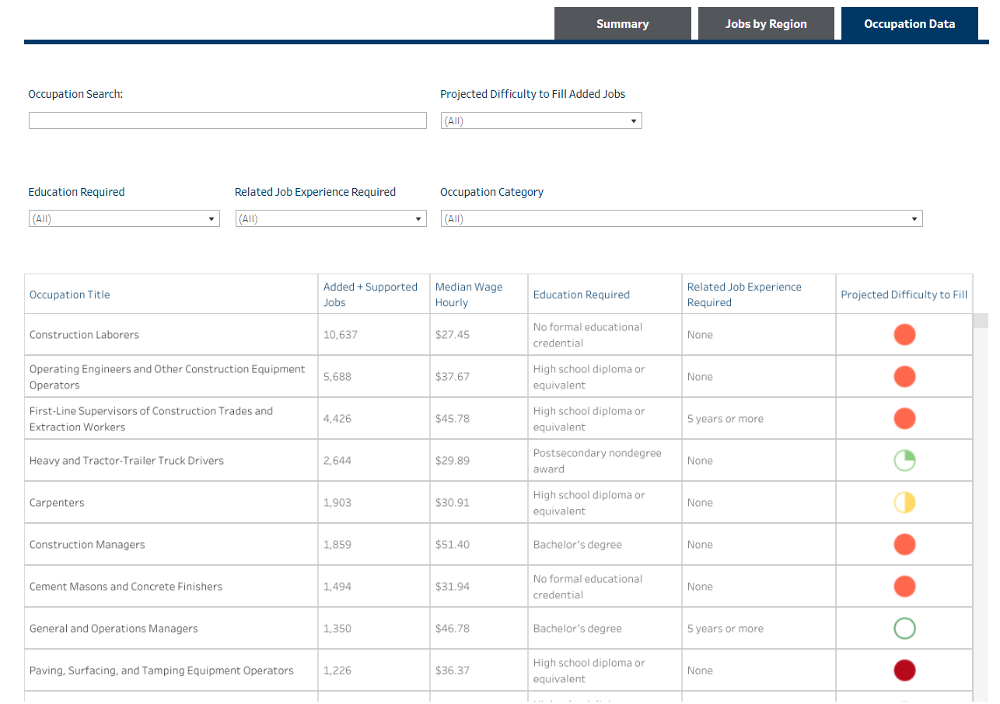 Summary
Jobs by Region
Occupation Data
Occupation Search:
Projected Difficulty to Fill Added Jobs
(All)
Education Required
Related Job Experience Required
Occupation Category
(All)
(All)
(All)
Occupation Title
Added + Supported
Jobs
Median Wage
Hourly
Education Required
Related Job Experience
Required
Projected Difficulty to Fill
Construction Laborers
10,637
$27.45
No formal educational
credential
None
Operating Engineers and Other Construction Equipment
Operators
5,688
$37.67
High school diploma or
equivalent
None
First-Line Supervisors of Construction Trades and
Extraction Workers
4,426
$45.78
High school diploma or
equivalent
5 years or more
Heavy and Tractor-Trailer Truck Drivers
2,644
$29.89
Postsecondary nondegree
award
None
Carpenters
1,903
$30.91
High school diploma or
equivalent
None
Construction Managers
1,859
$51.40
Bachelor’s degree
None
Cement Masons and Concrete Finishers
1,494
$31.94
No formal educational
credential
None
General and Operations Managers
1,350
$46.78
Bachelor’s degree
5 years or more
Paving, Surfacing, and Tamping Equipment Operators
1,226
$36.37
High school diploma or
equivalent
None